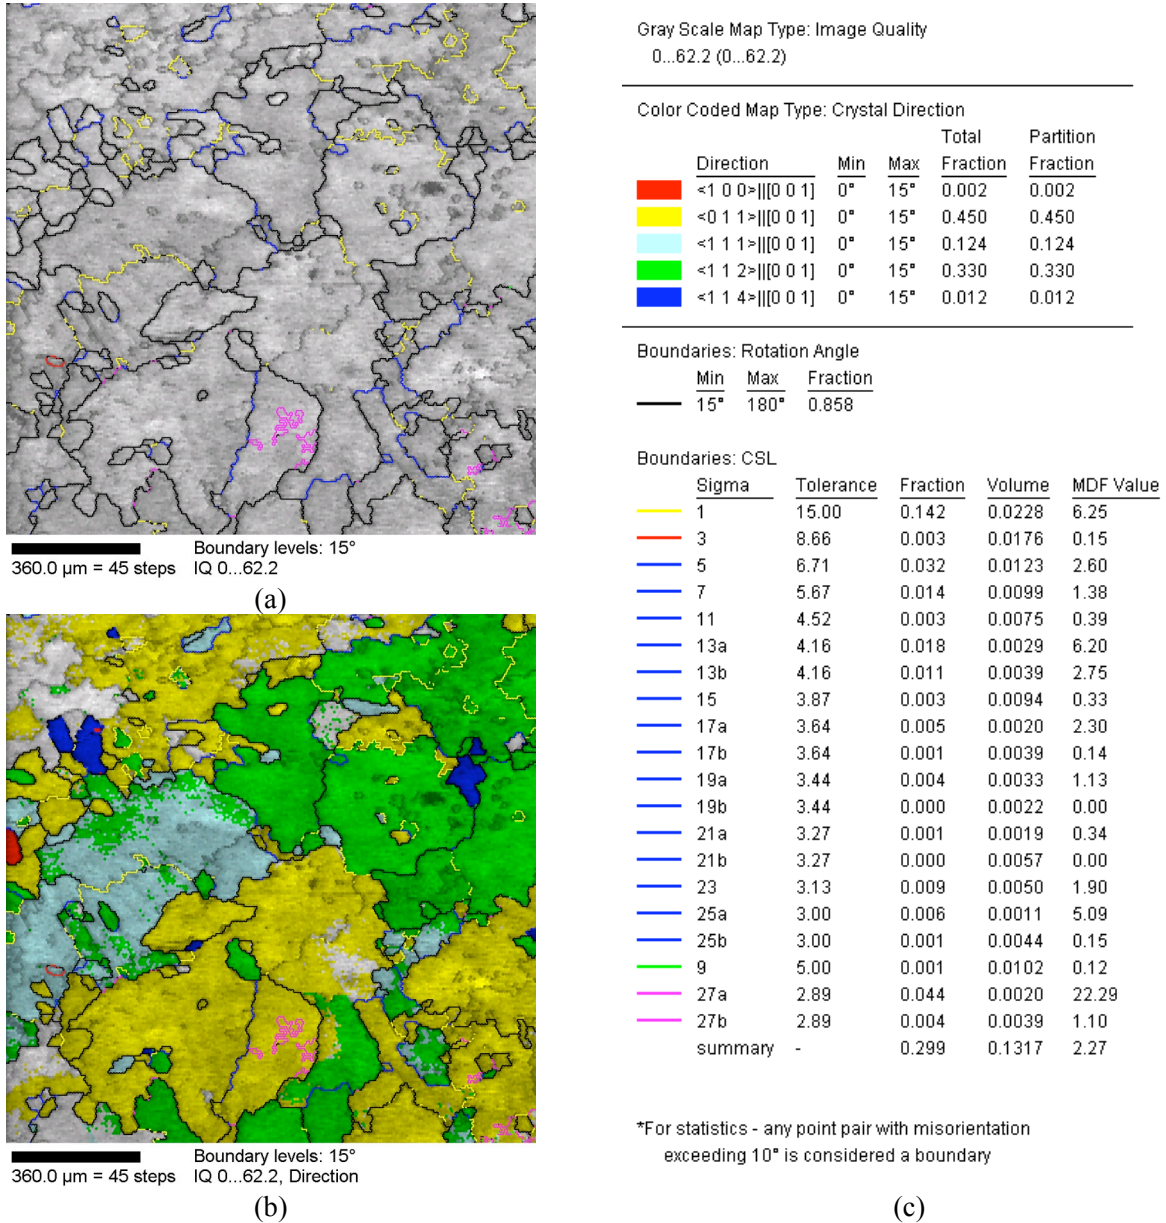 Boundary levels: 15°
360.0 µm = 45 steps IQ 0...62.2
(a)
Boundary levels: 15°
360.0 µm = 45 steps IQ 0...62.2, Direction
(b)
Gray Scale Map Type: Image Quality
0...62.2 (0...62.2)
Color Coded Map Type: Crystal Direction
Total Partition
Direction Min Max Fraction Fraction
<1 0 0>||[0 0 1] 0° 15° 0.002 0.002
<0 1 1>||[0 0 1] 0° 15° 0.450 0.450
<1 1 1>||[0 0 1] 0° 15° 0.124 0.124
<1 1 2>||[0 0 1] 0° 15° 0.330 0.330
<1 1 4>||[0 0 1] 0° 15° 0.012 0.012
Boundaries: Rotation Angle
Min Max Fraction
15° 180° 0.858
Boundaries: CSL
Sigma Tolerance Fraction Volume MDF Value
1 15.00 0.142 0.0228 6.25
3 8.66 0.003 0.0176 0.15
5 6.71 0.032 0.0123 2.60
7 5.67 0.014 0.0099 1.38
11 4.52 0.003 0.0075 0.39
13a 4.16 0.018 0.0029 6.20
13b 4.16 0.011 0.0039 2.75
15 3.87 0.003 0.0094 0.33
17a 3.64 0.005 0.0020 2.30
17b 3.64 0.001 0.0039 0.14
19a 3.44 0.004 0.0033 1.13
19b 3.44 0.000 0.0022 0.00
21a 3.27 0.001 0.0019 0.34
21b 3.27 0.000 0.0057 0.00
23 3.13 0.009 0.0050 1.90
25a 3.00 0.006 0.0011 5.09
25b 3.00 0.001 0.0044 0.15
9 5.00 0.001 0.0102 0.12
27a 2.89 0.044 0.0020 22.29
27b 2.89 0.004 0.0039 1.10
summary - 0.299 0.1317 2.27
*For statistics - any point pair with misorientation
exceeding 10° is considered a boundary
(c)